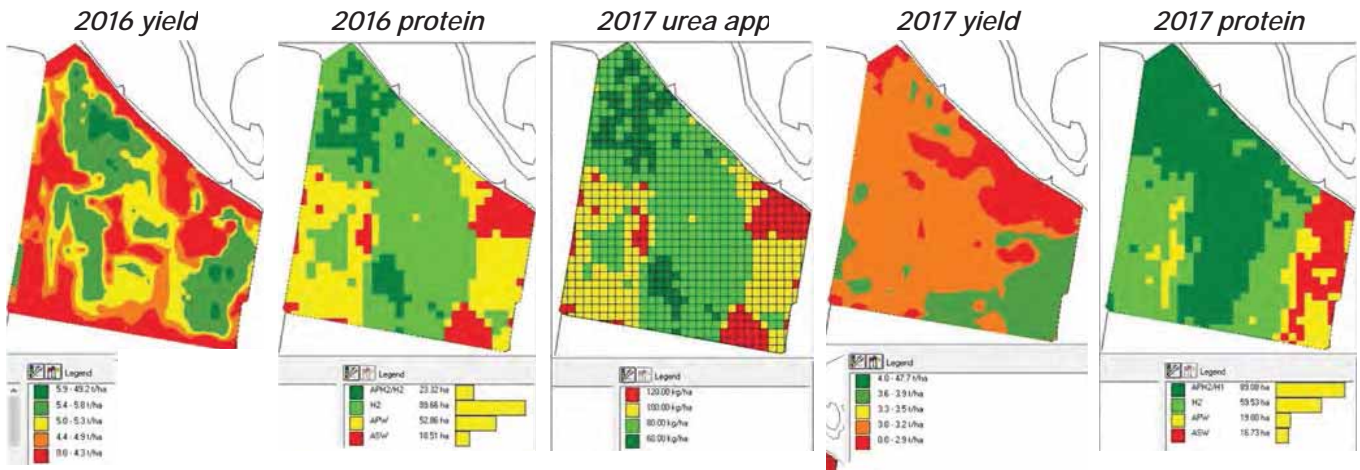 2016 yield
2016 protein
2017 urea app
2017 yield
2017 protein
Legend
5.9 - 49.2 t/ha
5.4 - 5.8 t/ha
5.0 - 5.3 t/ha
4.4 - 4.9 t/ha
0.0 - 4.3 t/ha
Legend
APH2/H2 23.32 ha
H2 89.66 ha
APW 52.86 ha
ASW 18.51 ha
Legend
120.00 kg/ha
100.00 kg/ha
80.00 kg/ha
60.00 kg/ha
Legend
4.0 - 47.7 t/ha
3.6 - 3.9 t/ha
3.3 - 3.5 t/ha
3.0 - 3.2 t/ha
0.0 - 2.9 t/ha
Legend
APH2/H1 89.08 ha
H2 59.53 ha
APW 19.00 ha
ASW 16.73 ha